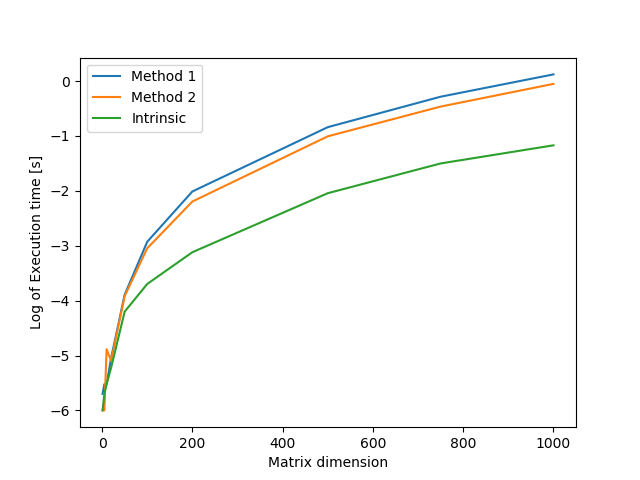 Method 1
Method 2
Intrinsic
0
−1
−2
−3
−4
−5
−6
Log of Execution time [s]
0 200 400 600 800 1000
Matrix dimension